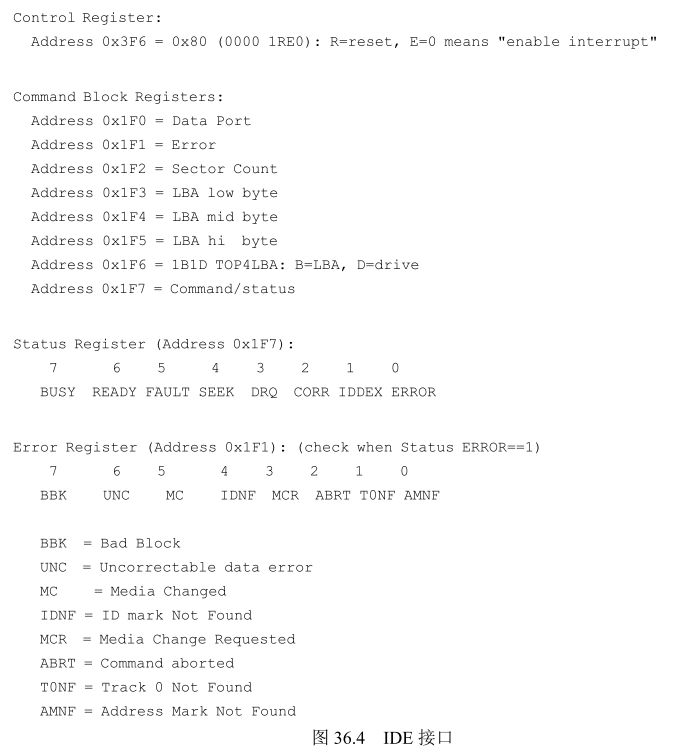 Control Register:
Address 0x3F6 = 0x80 (0000 1RE0): R=reset, E=0 means "enable interrupt"
Command Block Registers:
Address 0x1F0 = Data Port
Address 0x1F1 = Error
Address 0x1F2 = Sector Count
Address 0x1F3 = LBA low byte
Address 0x1F4 = LBA mid byte
Address 0x1F5 = LBA hi  byte
Address 0x1F6 = 1B1D TOP4LBA: B=LBA, D=drive
Address 0x1F7 = Command/status
Status Register (Address 0x1F7):
7 6 5 4 3 2 1 0
BUSY READY FAULT SEEK DRQ CORR IDDEX ERROR
Error Register (Address 0x1F1): (check when Status ERROR==1)
7 6 5 4 3 2 1 0
BBK UNC MC IDNF MCR ABRT T0NF AMNF
BBK = Bad Block
UNC = Uncorrectable data error
MC = Media Changed
IDNF = ID mark Not Found
MCR = Media Change Requested
ABRT = Command aborted
T0NF = Track 0 Not Found
AMNF = Address Mark Not Found
图 36.4 IDE 接口